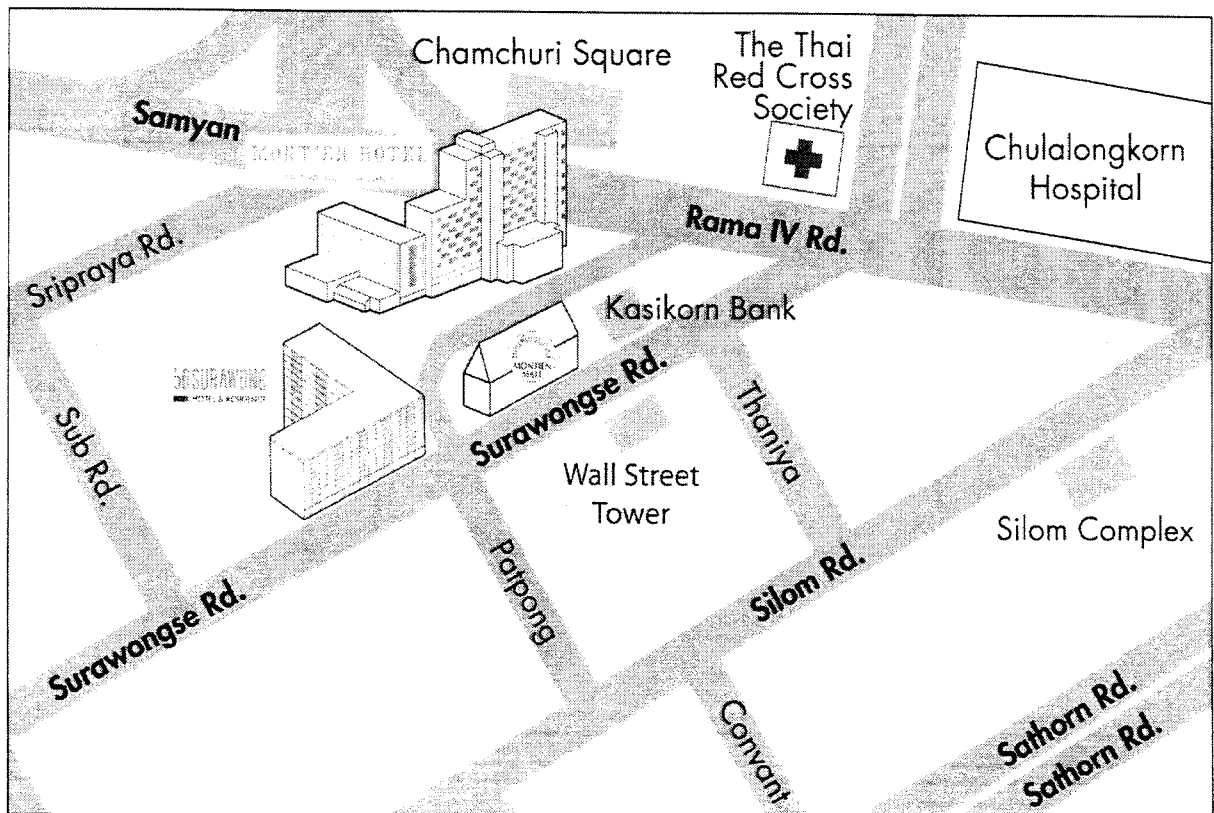 Chamchuri Square
The Thai
Red Cross
Society
Samyan
Chulalongkorn
Hospital
Rama IV Rd.
Sripraya Rd.
Kasikorn Bank
MONTIEN
MALL
Surawongse Rd.
Thaniya
Sub Rd.
HOTEL & RESIDENCE
Wall Street
Tower
Silom Complex
Patpong
Silom Rd.
Surawongse Rd.
Convant
Sathorn Rd.
Sathorn Rd.